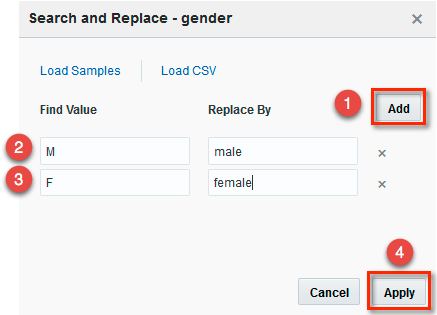 Search and Replace - gender ×
Load Samples Load CSV
Find Value Replace By 1 Add
2 M male ×
3 F female ×
4
Cancel Apply